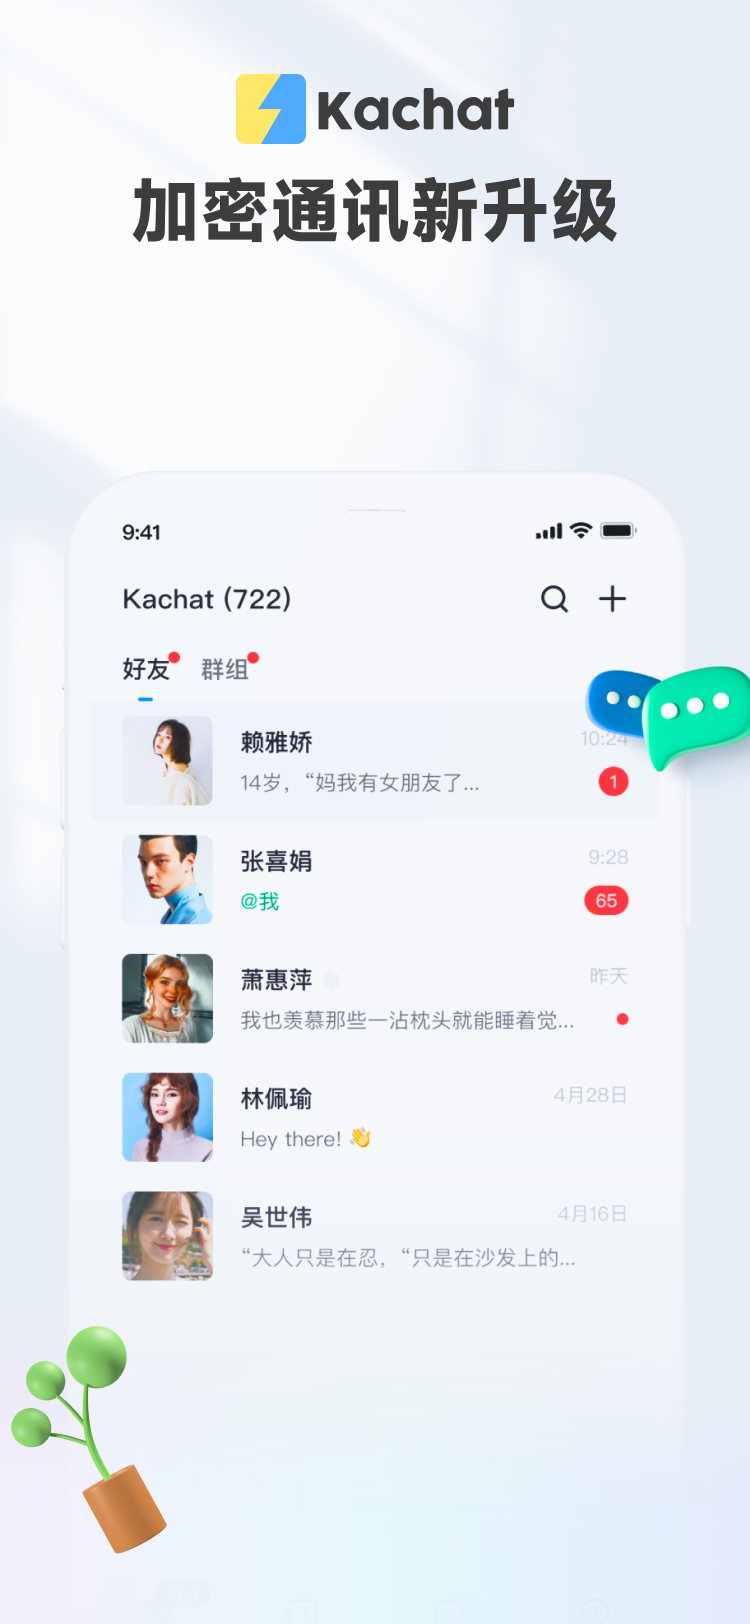 Kachat
加密通讯新升级
9:41
Kachat (722)
好友 群组
赖雅娇 10:24
14岁，“妈我有女朋友了... 1
张喜娟 9:28
@我 65
萧惠萍 昨天
我也羡慕那些一沾枕头就能睡着觉...
林佩瑜 4月28日
Hey there! 👋
吴世伟 4月16日
“大人只是在忍，“只是在沙发上的...